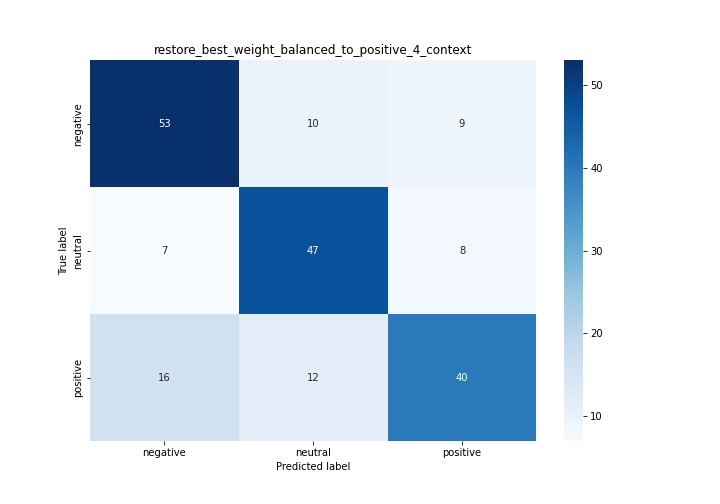 restore_best_weight_balanced_to_positive_4_context
negative
53
10
9
50
40
True label
neutral
7
47
8
30
20
positive
16
12
40
10
negative
neutral
positive
Predicted label